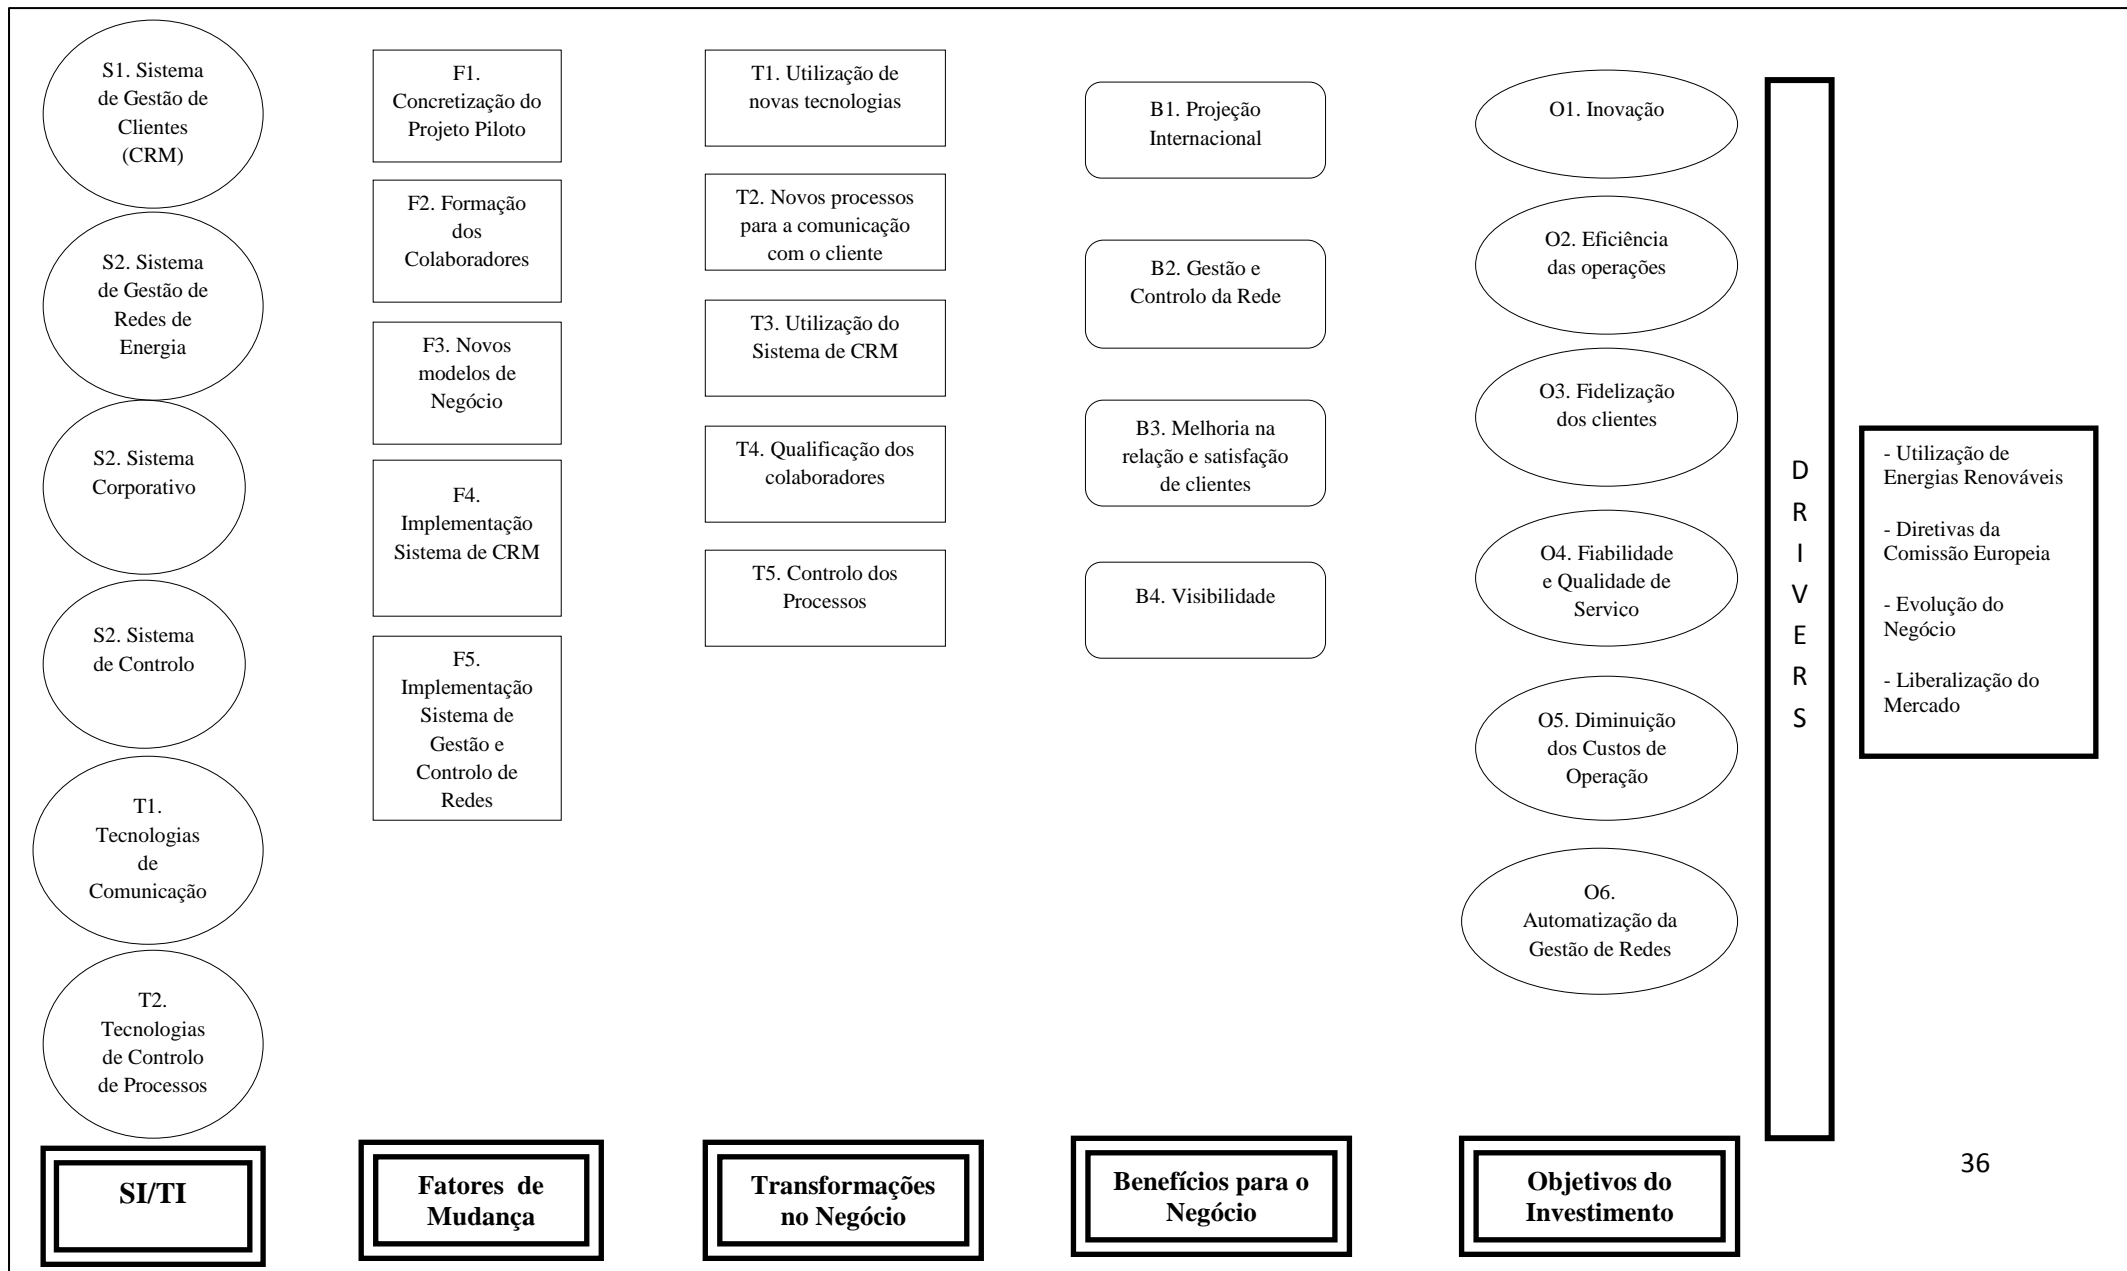 S1. Sistema
de Gestão de
Clientes
(CRM)
S2. Sistema
de Gestão de
Redes de
Energia
S2. Sistema
Corporativo
S2. Sistema
de Controlo
T1.
Tecnologias
de
Comunicação
T2.
Tecnologias
de Controlo
de Processos
SI/TI
F1.
Concretização do
Projeto Piloto
F2. Formação
dos
Colaboradores
F3. Novos
modelos de
Negócio
F4.
Implementação
Sistema de CRM
F5.
Implementação
Sistema de
Gestão e
Controlo de
Redes
Fatores de
Mudança
T1. Utilização de
novas tecnologias
T2. Novos processos
para a comunicação
com o cliente
T3. Utilização do
Sistema de CRM
T4. Qualificação dos
colaboradores
T5. Controlo dos
Processos
Transformações
no Negócio
B1. Projeção
Internacional
B2. Gestão e
Controlo da Rede
B3. Melhoria na
relação e satisfação
de clientes
B4. Visibilidade
Benefícios para o
Negócio
O1. Inovação
O2. Eficiência
das operações
O3. Fidelização
dos clientes
O4. Fiabilidade
e Qualidade de
Servico
O5. Diminuição
dos Custos de
Operação
O6.
Automatização da
Gestão de Redes
Objetivos do
Investimento
D
R
I
V
E
R
S
- Utilização de
Energias Renováveis
- Diretivas da
Comissão Europeia
- Evolução do
Negócio
- Liberalização do
Mercado
36